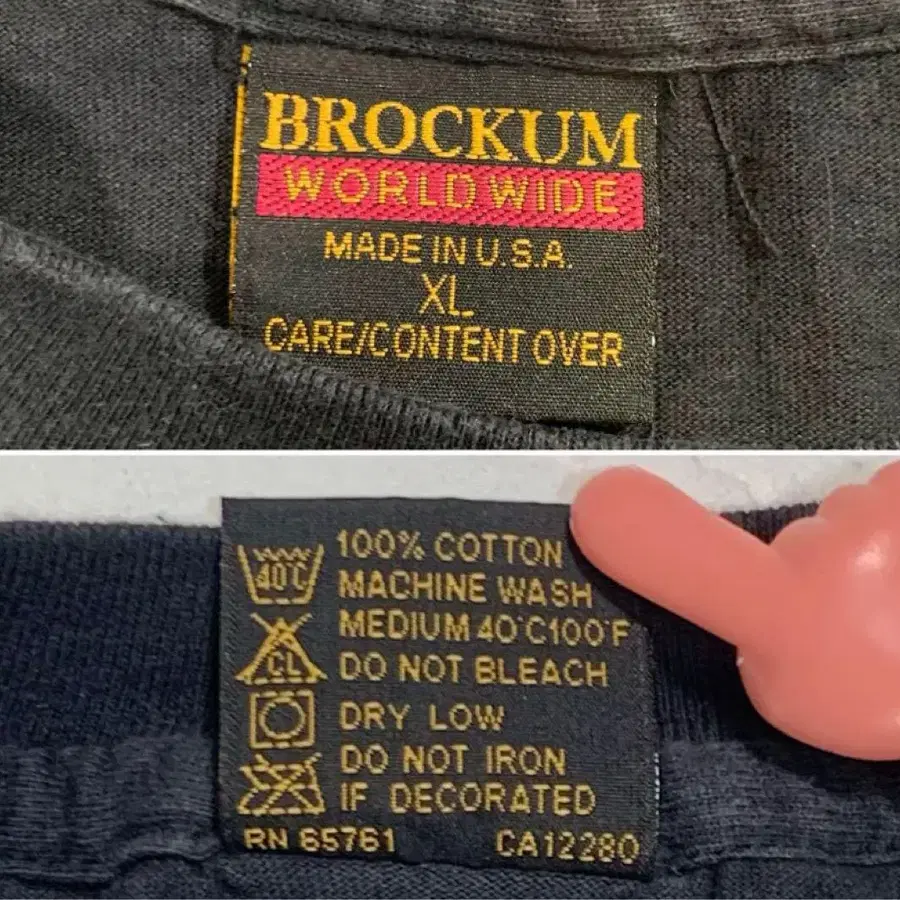 BROCKUM
WORLD WIDE
MADE IN U.S.A.
XL
CARE/CONTENT OVER
40°C
100% COTTON
MACHINE WASH
MEDIUM 40°C100°F
CL
DO NOT BLEACH
DRY LOW
DO NOT IRON
IF DECORATED
RN 65761 CA12280